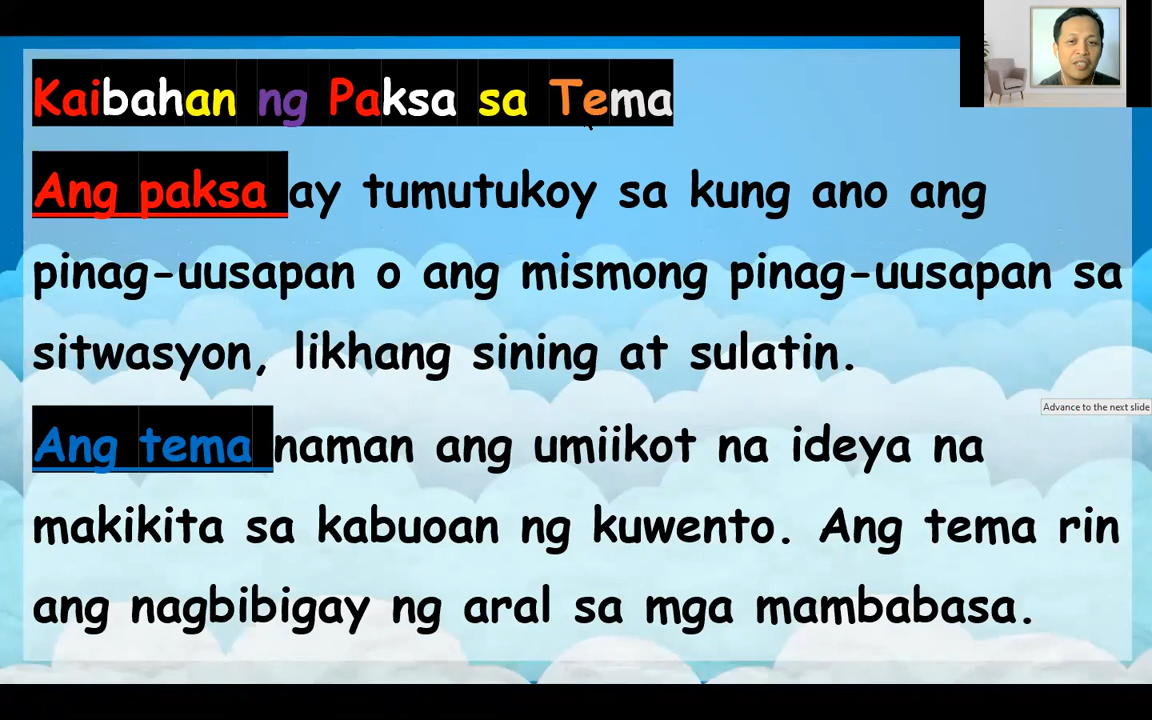 Kaibahan ng Paksa sa Tema
Ang paksa ay tumutukoy sa kung ano ang
pinag-uusapan o ang mismong pinag-uusapan sa
sitwasyon, likhang sining at sulatin.
Advance to the next slide
Ang tema naman ang umiikot na ideya na
makikita sa kabuoan ng kuwento. Ang tema rin
ang nagbibigay ng aral sa mga mambabasa.